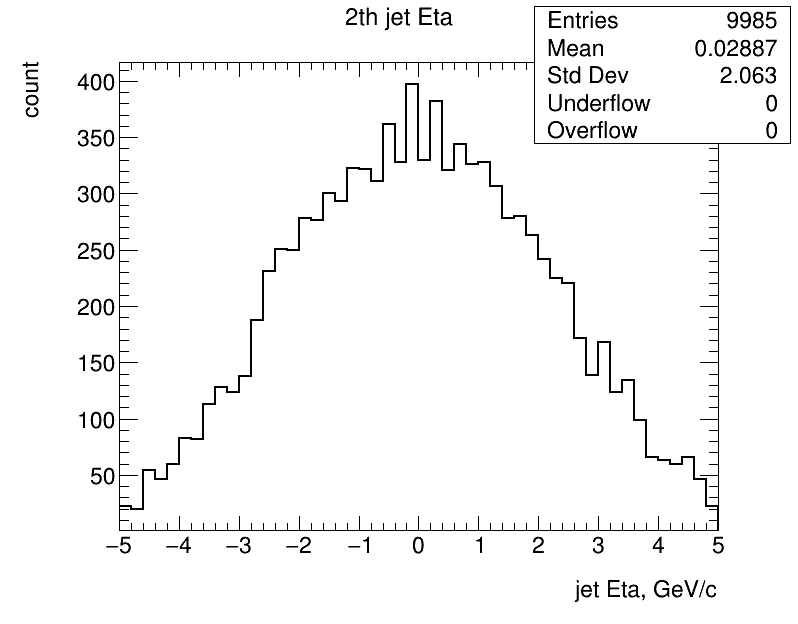 2th jet Eta
Entries 9985
Mean 0.02887
Std Dev 2.063
Underflow 0
Overflow 0
count
400
350
300
250
200
150
100
50
−5 −4 −3 −2 −1 0 1 2 3 4 5
jet Eta, GeV/c